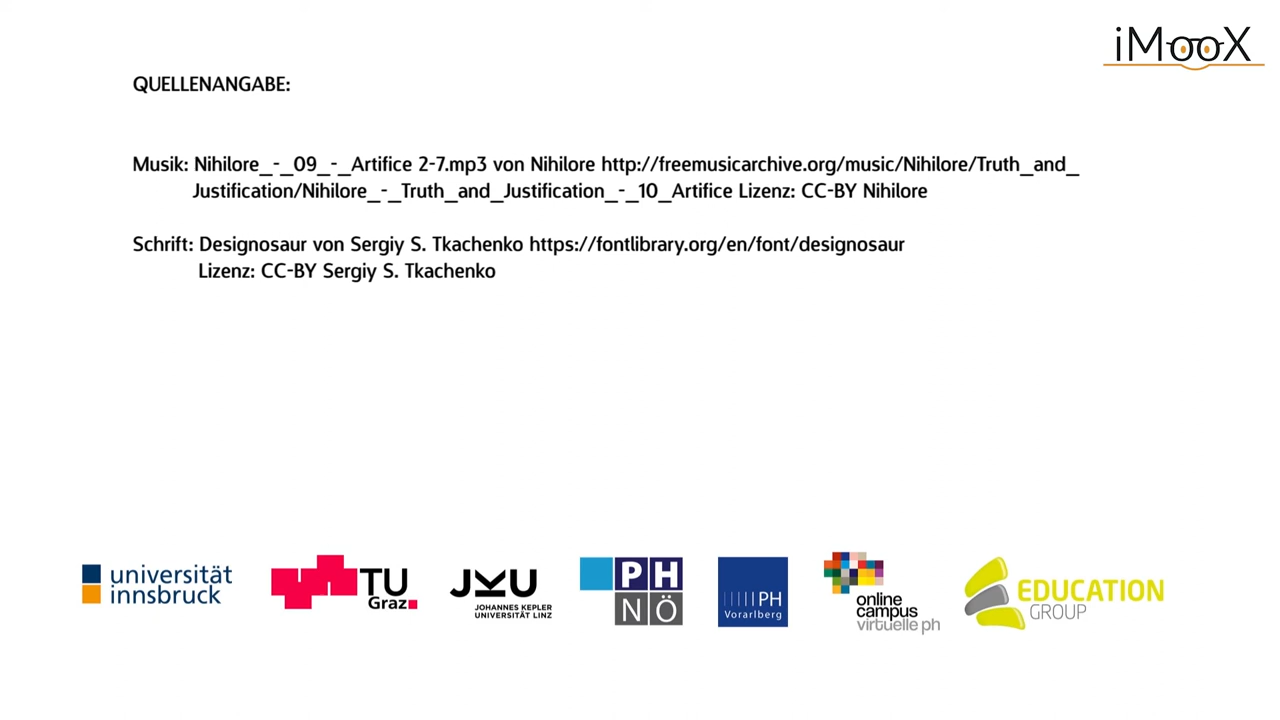 iMooX
QUELLENANGABE:
Musik: Nihilore_-_09_-_Artifice 2-7.mp3 von Nihilore http://freemusicarchive.org/music/Nihilore/Truth_and_
Justification/Nihilore_-_Truth_and_Justification_-_10_Artifice Lizenz: CC-BY Nihilore
Schrift: Designosaur von Sergiy S. Tkachenko https://fontlibrary.org/en/font/designosaur
Lizenz: CC-BY Sergiy S. Tkachenko
universität
innsbruck
TU
Graz
JKU
JOHANNES KEPLER
UNIVERSITÄT LINZ
PH
NÖ
PH
Vorarlberg
online
campus
virtuelle ph
EDUCATION
GROUP